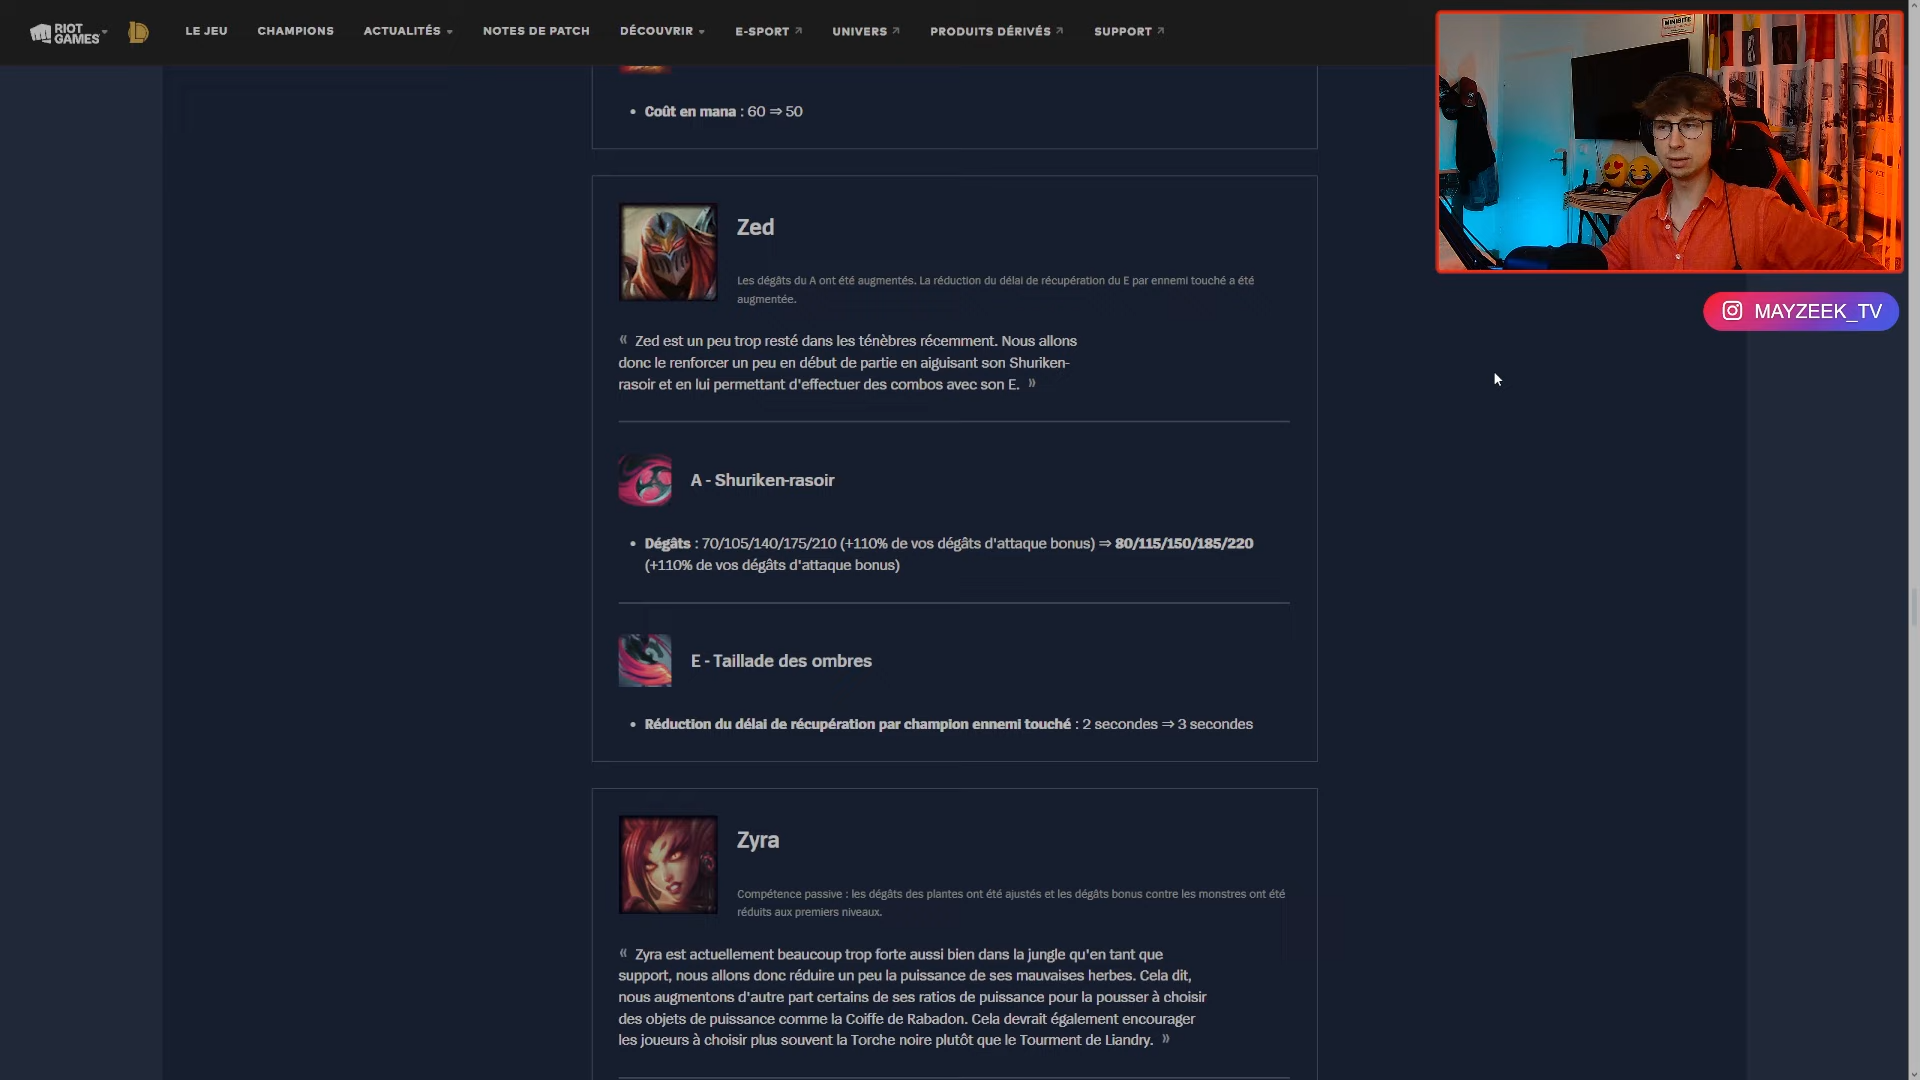 RIOT
GAMES
LE JEU
CHAMPIONS
ACTUALITÉS
NOTES DE PATCH
DÉCOUVRIR
E-SPORT
UNIVERS
PRODUITS DÉRIVÉS
SUPPORT
• Coût en mana : 60 ⇒ 50
MAYZEEK_TV
Zed
Les dégâts du A ont été augmentés. La réduction du délai de récupération du E par ennemi touché a été
augmentée.
« Zed est un peu trop resté dans les ténèbres récemment. Nous allons
donc le renforcer un peu en début de partie en aiguisant son Shuriken-
rasoir et en lui permettant d'effectuer des combos avec son E. »
A - Shuriken-rasoir
• Dégâts : 70/105/140/175/210 (+110% de vos dégâts d'attaque bonus) ⇒ 80/115/150/185/220
(+110% de vos dégâts d'attaque bonus)
E - Taillade des ombres
• Réduction du délai de récupération par champion ennemi touché : 2 secondes ⇒ 3 secondes
Zyra
Compétence passive : les dégâts des plantes ont été ajustés et les dégâts bonus contre les monstres ont été
réduits aux premiers niveaux.
« Zyra est actuellement beaucoup trop forte aussi bien dans la jungle qu'en tant que
support, nous allons donc réduire un peu la puissance de ses mauvaises herbes. Cela dit,
nous augmentons d'autre part certains de ses ratios de puissance pour la pousser à choisir
des objets de puissance comme la Coiffe de Rabadon. Cela devrait également encourager
les joueurs à choisir plus souvent la Torche noire plutôt que le Tourment de Liandry. »